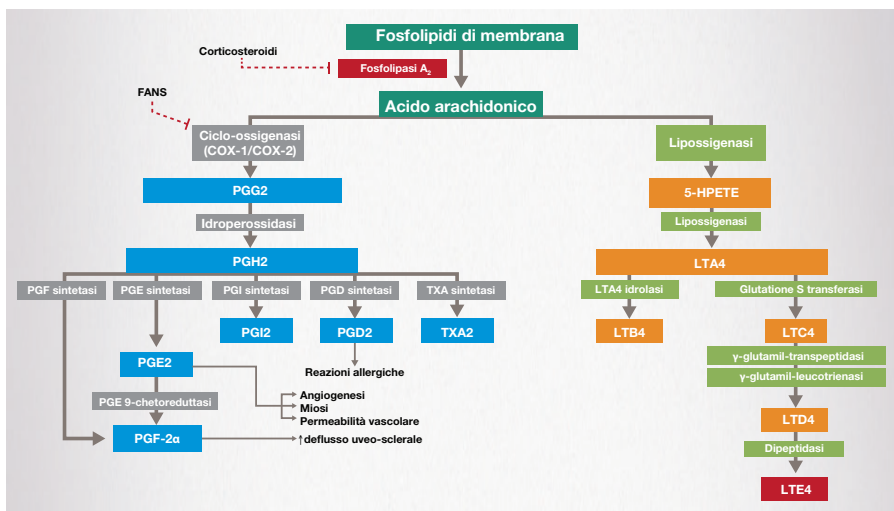 Fosfolipidi di membrana
Corticosteroidi
Fosfolipasi A₂
FANS
Acido arachidonico
Ciclo-ossigenasi
(COX-1/COX-2)
Lipossigenasi
PGG2
5-HPETE
Idroperossidasi
Lipossigenasi
PGH2
LTA4
PGF sintetasi
PGE sintetasi
PGI sintetasi
PGD sintetasi
TXA sintetasi
LTA4 idrolasi
Glutatione S transferasi
PGI2
PGD2
TXA2
LTB4
LTC4
PGE2
Reazioni allergiche
γ-glutamil-transpeptidasi
γ-glutamil-leucotrienasi
PGE 9-chetoreduttasi
Angiogenesi
Miosi
Permeabilità vascolare
LTD4
PGF-2α
↑deflusso uveo-sclerale
Dipeptidasi
LTE4